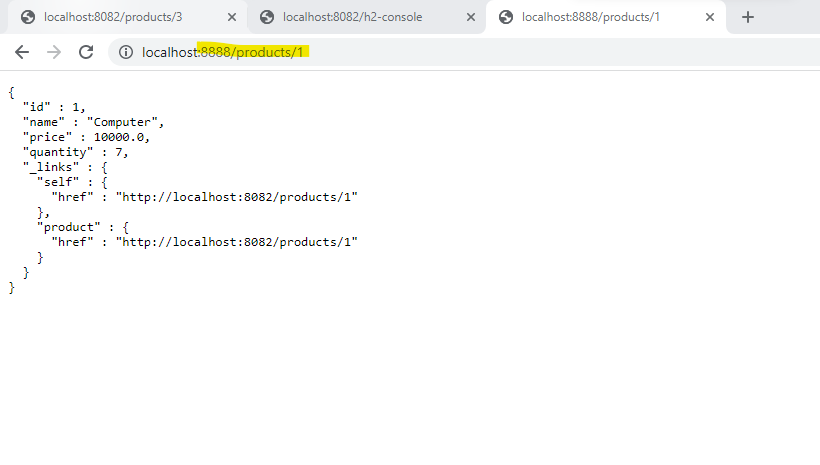 localhost:8082/products/3 localhost:8082/h2-console localhost:8888/products/1
localhost:8888/products/1
{
  "id" : 1,
  "name" : "Computer",
  "price" : 10000.0,
  "quantity" : 7,
  "_links" : {
    "self" : {
      "href" : "http://localhost:8082/products/1"
    },
    "product" : {
      "href" : "http://localhost:8082/products/1"
    }
  }
}